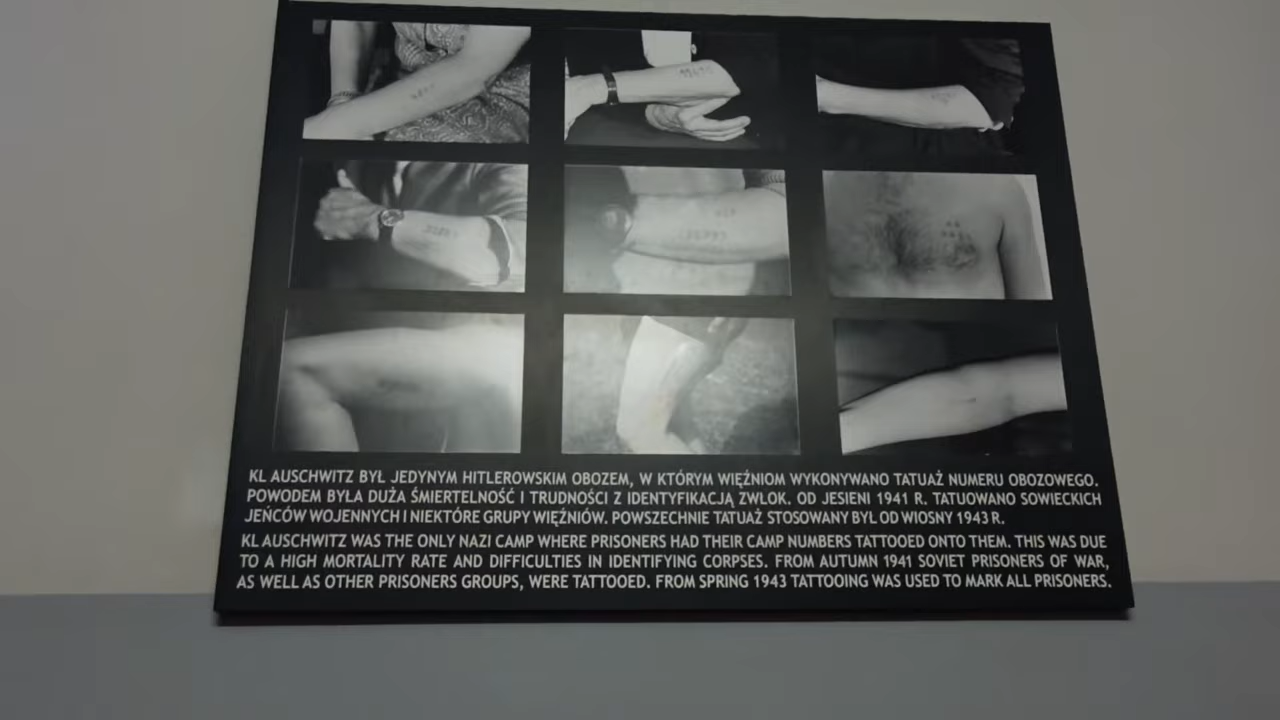 KL AUSCHWITZ BYŁ JEDYNYM HITLEROWSKIM OBOZEM, W KTÓRYM WIĘŹNIOM WYKONYWANO TATUAŻ NUMERU OBOZOWEGO.
POWODEM BYŁA DUŻA ŚMIERTELNOŚĆ I TRUDNOŚCI Z IDENTYFIKACJĄ ZWŁOK. OD JESIENI 1941 R. TATUOWANO SOWIECKICH
JEŃCÓW WOJENNYCH I NIEKTÓRE GRUPY WIĘŹNIÓW. POWSZECHNIE TATUAŻ STOSOWANY BYŁ OD WIOSNY 1943 R.
KL AUSCHWITZ WAS THE ONLY NAZI CAMP WHERE PRISONERS HAD THEIR CAMP NUMBERS TATTOOED ONTO THEM. THIS WAS DUE
TO A HIGH MORTALITY RATE AND DIFFICULTIES IN IDENTIFYING CORPSES. FROM AUTUMN 1941 SOVIET PRISONERS OF WAR,
AS WELL AS OTHER PRISONERS GROUPS, WERE TATTOOED. FROM SPRING 1943 TATTOOING WAS USED TO MARK ALL PRISONERS.